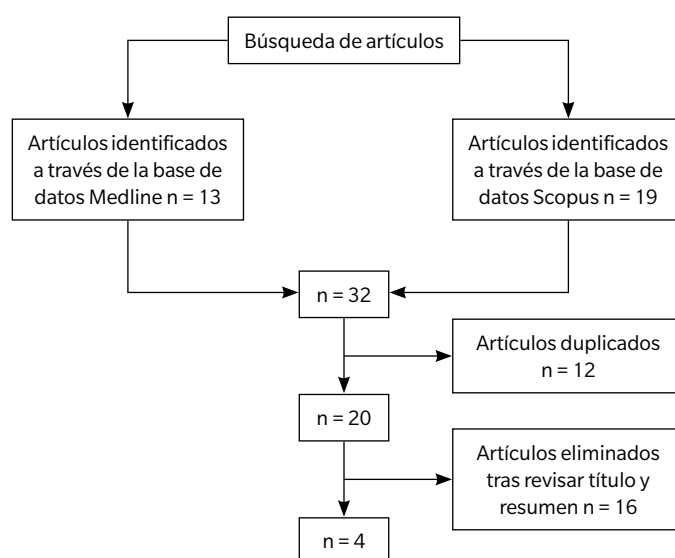 Búsqueda de artículos
Artículos identificados
a través de la base de
datos Medline n = 13
Artículos identificados
a través de la base de
datos Scopus n = 19
n = 32
Artículos duplicados
n = 12
n = 20
Artículos eliminados
tras revisar título y
resumen n = 16
n = 4